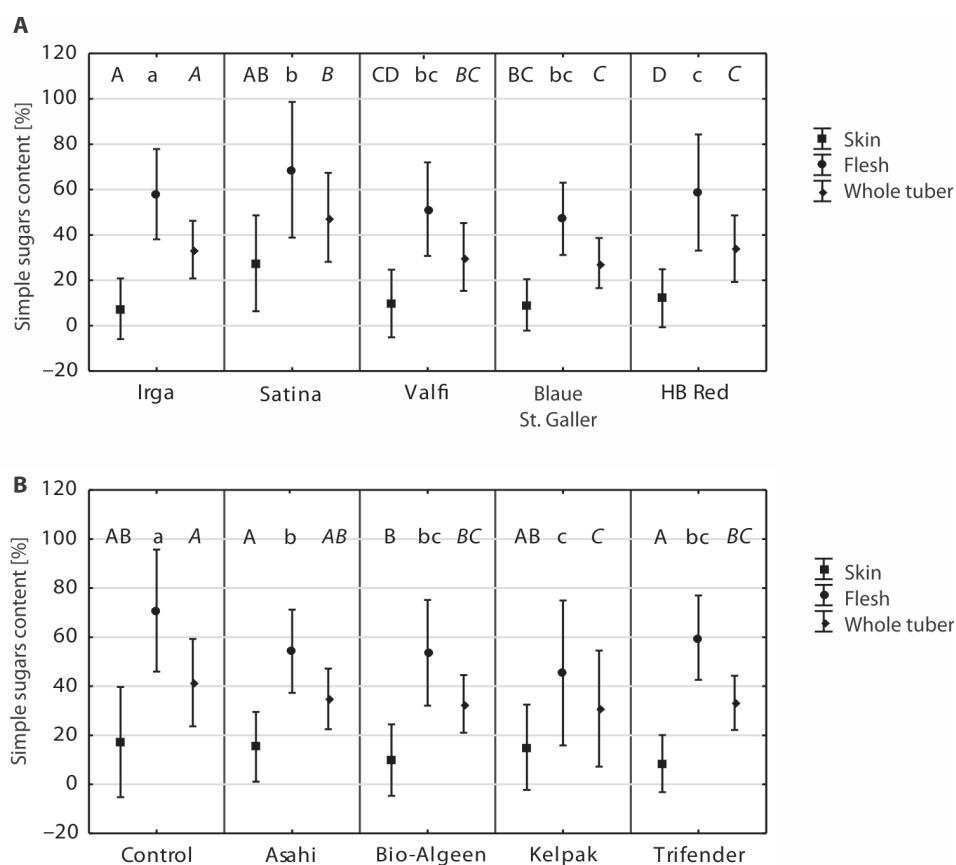 A
Simple sugars content [%]
120
100
80
60
40
20
0
–20
A a A
AB b B
CD bc BC
BC bc C
D c C
Irga
Satina
Valfi
Blaue
St. Galler
HB Red
Skin
Flesh
Whole tuber
B
Simple sugars content [%]
120
100
80
60
40
20
0
–20
AB a A
A b AB
B bc BC
AB c C
A bc BC
Control
Asahi
Bio-Algeen
Kelpak
Trifender
Skin
Flesh
Whole tuber